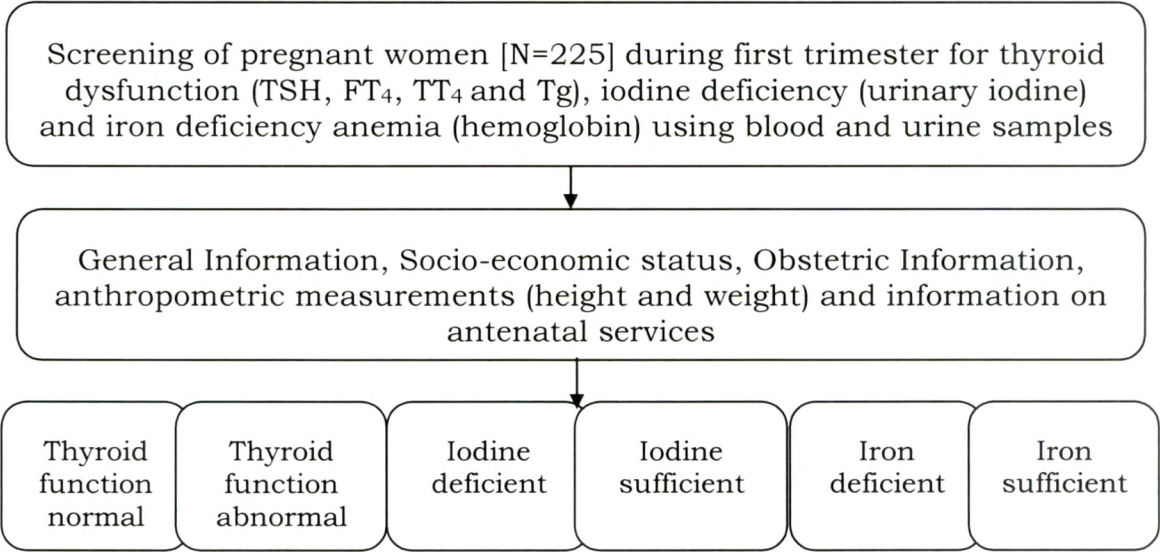 Screening of pregnant women [N=225] during first trimester for thyroid
dysfunction (TSH, FT₄, TT₄ and Tg), iodine deficiency (urinary iodine)
and iron deficiency anemia (hemoglobin) using blood and urine samples
General Information, Socio-economic status, Obstetric Information,
anthropometric measurements (height and weight) and information on
antenatal services
Thyroid
function
normal
Thyroid
function
abnormal
Iodine
deficient
Iodine
sufficient
Iron
deficient
Iron
sufficient